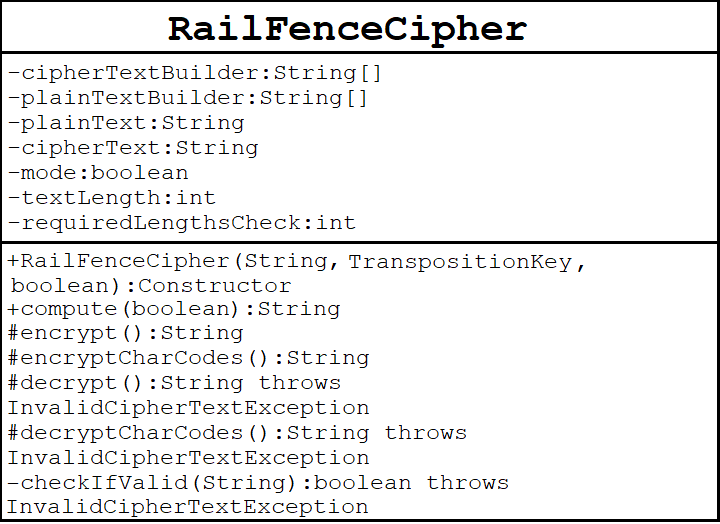 RailFenceCipher
-cipherTextBuilder:String[]
-plainTextBuilder:String[]
-plainText:String
-cipherText:String
-mode:boolean
-textLength:int
-requiredLengthsCheck:int
+RailFenceCipher(String, TranspositionKey,
boolean):Constructor
+compute(boolean):String
#encrypt():String
#encryptCharCodes():String
#decrypt():String throws
InvalidCipherTextException
#decryptCharCodes():String throws
InvalidCipherTextException
-checkIfValid(String):boolean throws
InvalidCipherTextException